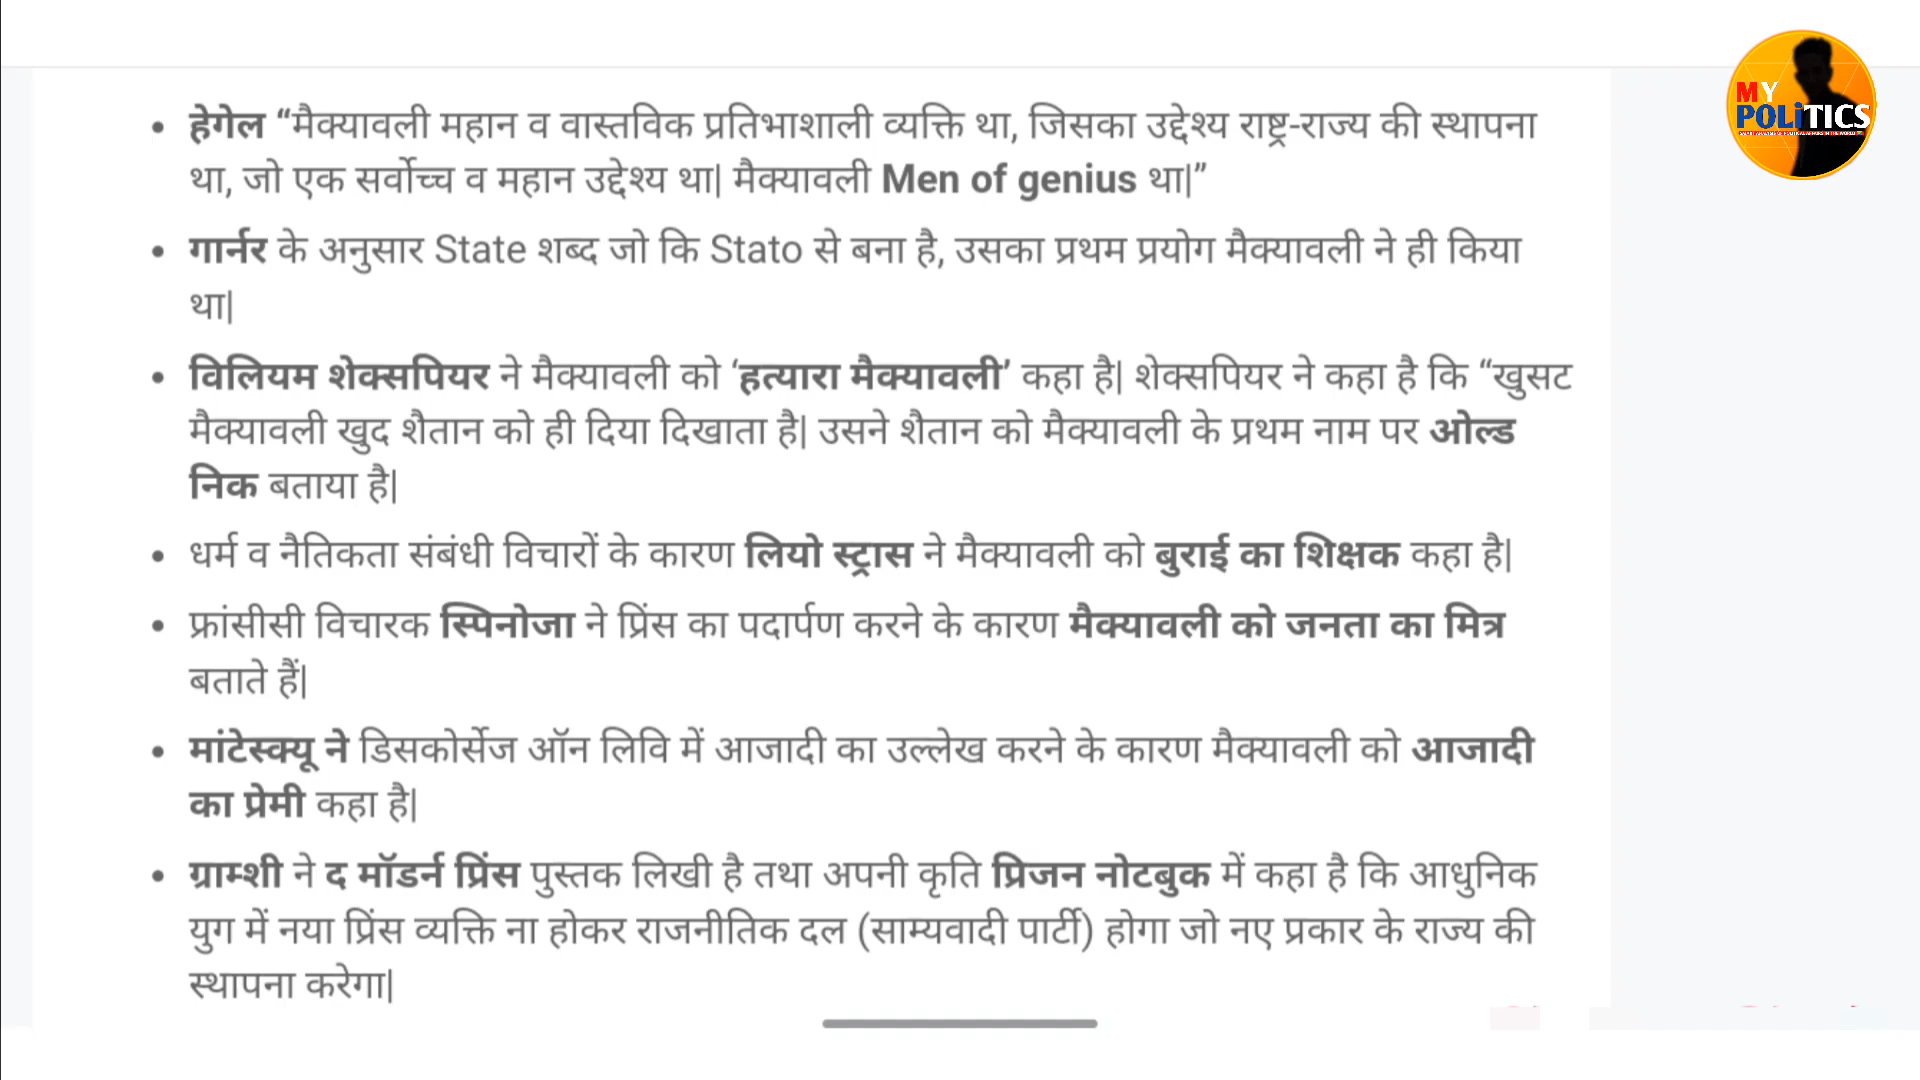 MY
POLiTICS
हेगेल “मैक्यावली महान व वास्तविक प्रतिभाशाली व्यक्ति था, जिसका उद्देश्य राष्ट्र-राज्य की स्थापना
था, जो एक सर्वोच्च व महान उद्देश्य था| मैक्यावली Men of genius था|”
गार्नर के अनुसार State शब्द जो कि Stato से बना है, उसका प्रथम प्रयोग मैक्यावली ने ही किया
था|
विलियम शेक्सपियर ने मैक्यावली को ‘हत्यारा मैक्यावली’ कहा है| शेक्सपियर ने कहा है कि “खुसट
मैक्यावली खुद शैतान को ही दिया दिखाता है| उसने शैतान को मैक्यावली के प्रथम नाम पर ओल्ड
निक बताया है|
धर्म व नैतिकता संबंधी विचारों के कारण लियो स्ट्रास ने मैक्यावली को बुराई का शिक्षक कहा है|
फ्रांसीसी विचारक स्पिनोजा ने प्रिंस का पदार्पण करने के कारण मैक्यावली को जनता का मित्र
बताते हैं|
मांटेस्क्यू ने डिसकोर्सेज ऑन लिवि में आजादी का उल्लेख करने के कारण मैक्यावली को आजादी
का प्रेमी कहा है|
ग्राम्शी ने द मॉडर्न प्रिंस पुस्तक लिखी है तथा अपनी कृति प्रिजन नोटबुक में कहा है कि आधुनिक
युग में नया प्रिंस व्यक्ति ना होकर राजनीतिक दल (साम्यवादी पार्टी) होगा जो नए प्रकार के राज्य की
स्थापना करेगा|